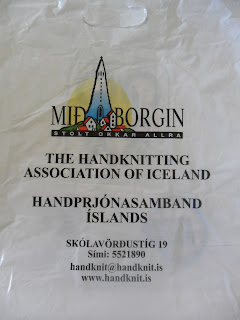 MIÐBORGIN
STOLT OKKAR ALLRA
THE HANDKNITTING
ASSOCIATION OF ICELAND
HANDPRJÓNASAMBAND
ÍSLANDS
SKÓLAVÖRÐUSTÍG 19
Sími: 5521890
handknit@handknit.is
www.handknit.is